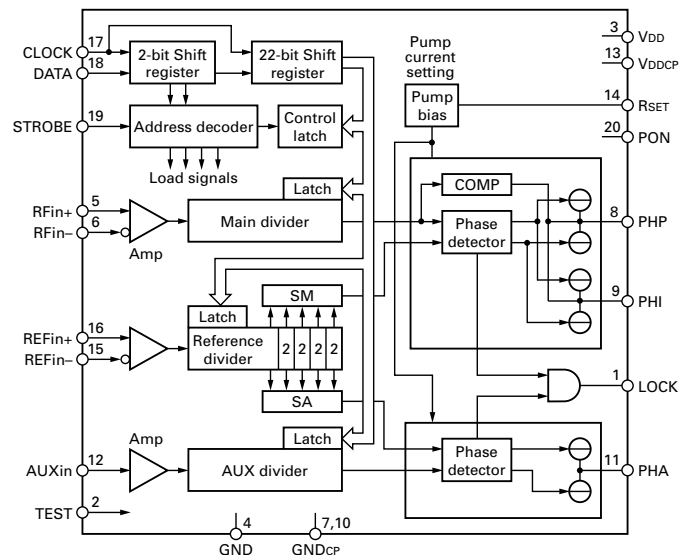 CLOCK 17
DATA 18
2-bit Shift
register
22-bit Shift
register
Pump
current
setting
3 VDD
13 VDDCP
Pump
bias
14 RSET
20 PON
STROBE 19
Address decoder
Control
latch
Load signals
Latch
RFin+ 5
RFin– 6
Amp
Main divider
COMP
Phase
detector
8 PHP
9 PHI
SM
Latch
REFin+ 16
REFin– 15
Reference
divider
2 2 2 2
SA
1 LOCK
Amp
Latch
AUXin 12
AUX divider
Phase
detector
11 PHA
TEST 2
4
GND
7,10
GNDCP